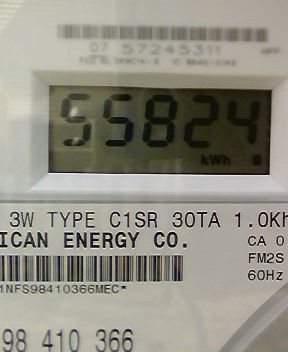 07 57245311
55824
kWh
3W TYPE C1SR 30TA 1.0Kh
ICAN ENERGY CO.
CA 0
FM2S
60Hz
1NFS98410366MEC*
98 410 366